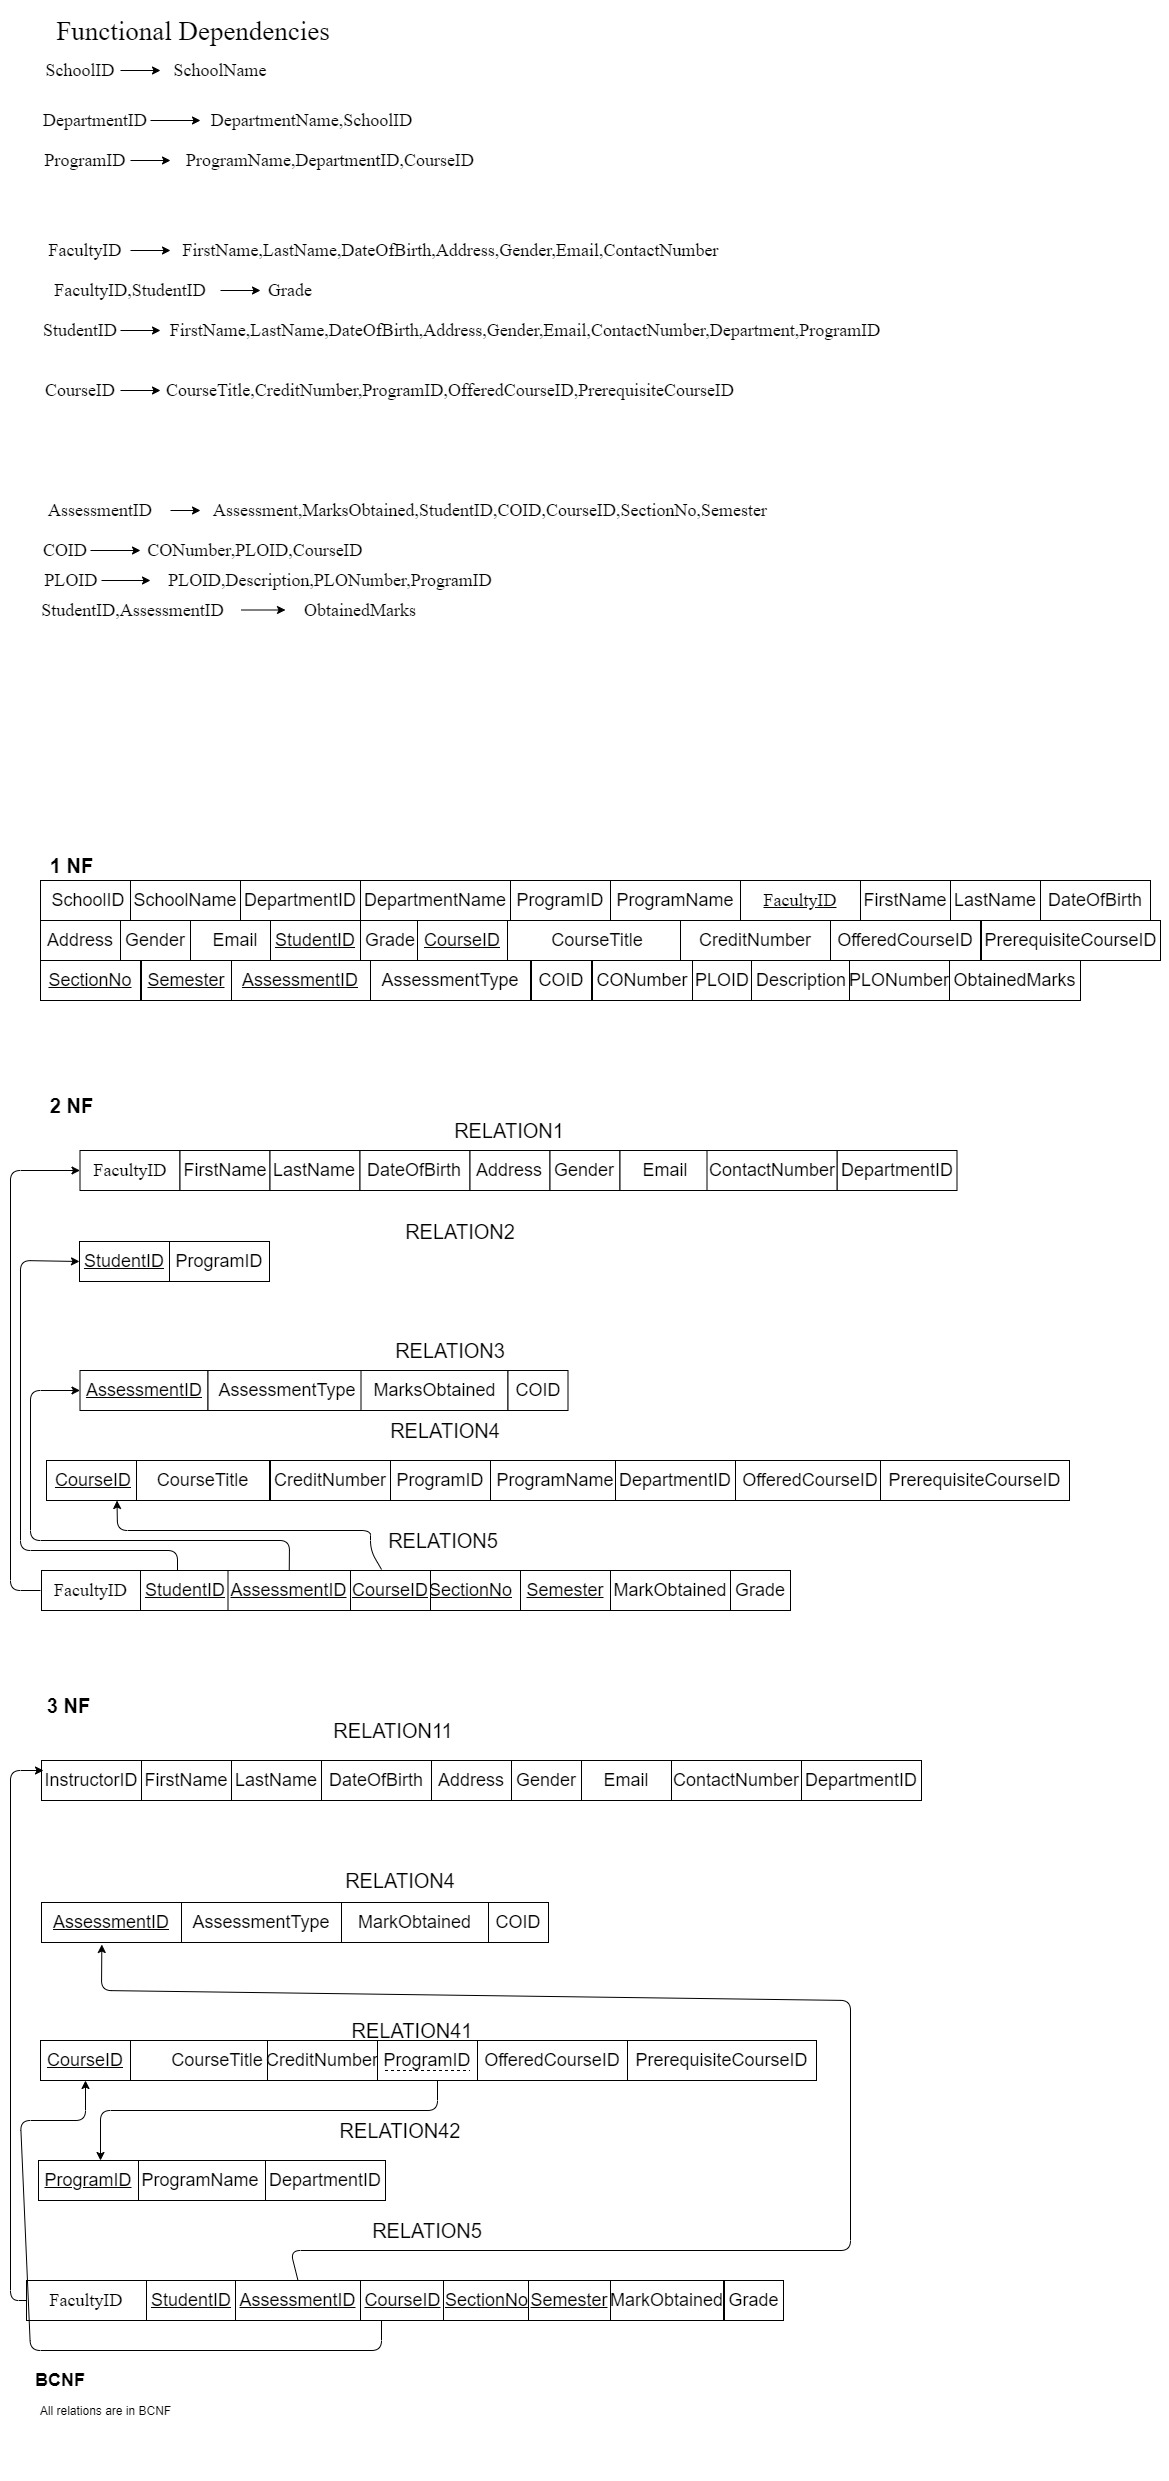 Functional Dependencies
SchoolID SchoolName
DepartmentID DepartmentName,SchoolID
ProgramID ProgramName,DepartmentID,CourseID
FacultyID FirstName,LastName,DateOfBirth,Address,Gender,Email,ContactNumber
FacultyID,StudentID Grade
StudentID FirstName,LastName,DateOfBirth,Address,Gender,Email,ContactNumber,Department,ProgramID
CourseID CourseTitle,CreditNumber,ProgramID,OfferedCourseID,PrerequisiteCourseID
AssessmentID Assessment,MarksObtained,StudentID,COID,CourseID,SectionNo,Semester
COID CONumber,PLOID,CourseID
PLOID PLOID,Description,PLONumber,ProgramID
StudentID,AssessmentID ObtainedMarks
1 NF
SchoolID SchoolName DepartmentID DepartmentName ProgramID ProgramName FacultyID FirstName LastName DateOfBirth
Address Gender Email StudentID Grade CourseID CourseTitle CreditNumber OfferedCourseID PrerequisiteCourseID
SectionNo Semester AssessmentID AssessmentType COID CONumber PLOID Description PLONumber ObtainedMarks
2 NF
RELATION1
FacultyID FirstName LastName DateOfBirth Address Gender Email ContactNumber DepartmentID
RELATION2
StudentID ProgramID
RELATION3
AssessmentID AssessmentType MarksObtained COID
RELATION4
CourseID CourseTitle CreditNumber ProgramID ProgramName DepartmentID OfferedCourseID PrerequisiteCourseID
RELATION5
FacultyID StudentID AssessmentID CourseID SectionNo Semester MarkObtained Grade
3 NF
RELATION11
InstructorID FirstName LastName DateOfBirth Address Gender Email ContactNumber DepartmentID
RELATION4
AssessmentID AssessmentType MarkObtained COID
RELATION41
CourseID CourseTitle CreditNumber ProgramID OfferedCourseID PrerequisiteCourseID
RELATION42
ProgramID ProgramName DepartmentID
RELATION5
FacultyID StudentID AssessmentID CourseID SectionNo Semester MarkObtained Grade
BCNF
All relations are in BCNF